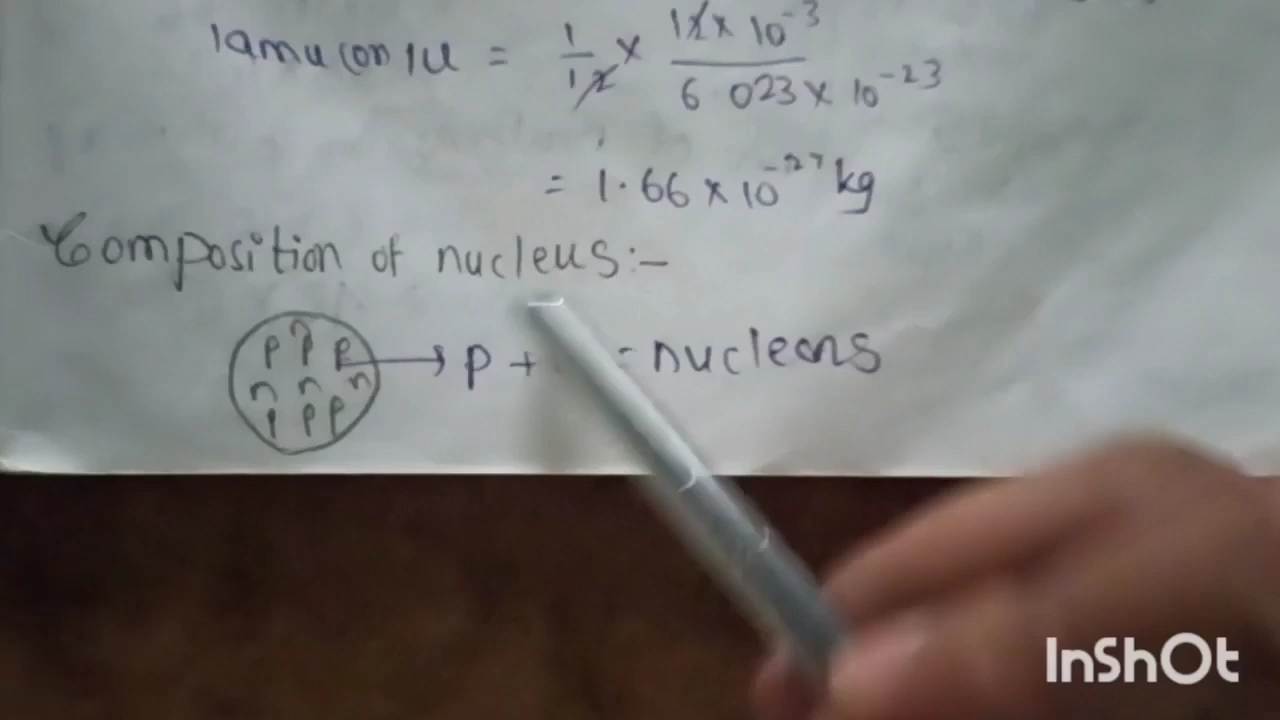 1amu (or) 1u = 1/12 × 12 × 10^-3 / 6 023 × 10^-23
= 1.66 × 10^-27 kg
Composition of nucleus:-
p p p
n n n
p p p
→ p + = nucleons
InShOt